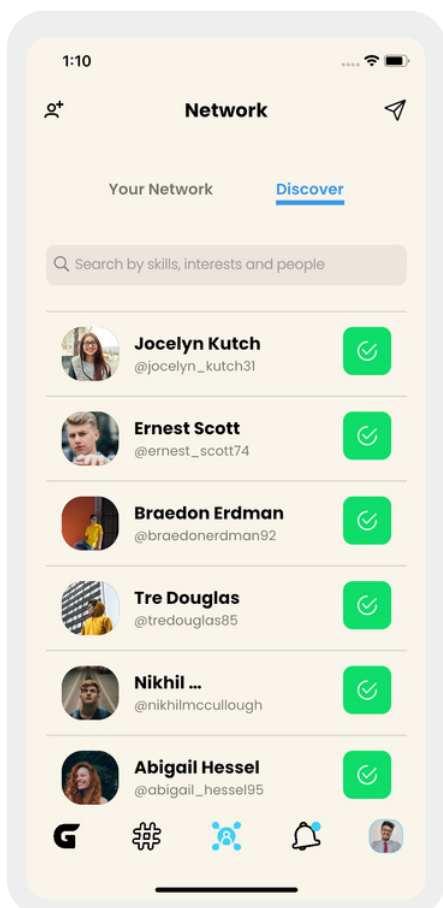 1:10
Network
Your Network Discover
Search by skills, interests and people
Jocelyn Kutch
@jocelyn_kutch31
Ernest Scott
@ernest_scott74
Braedon Erdman
@braedonerdman92
Tre Douglas
@tredouglas85
Nikhil ...
@nikhilmccullough
Abigail Hessel
@abigail_hessel95
G